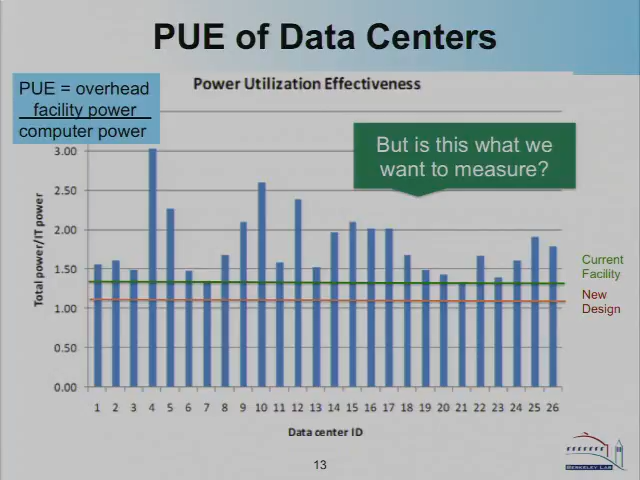 PUE of Data Centers
PUE = overhead
facility power
computer power
Power Utilization Effectiveness
But is this what we
want to measure?
3.00
2.50
2.00
1.50
1.00
0.50
0.00
Total power/IT power
Current
Facility
New
Design
1 2 3 4 5 6 7 8 9 10 11 12 13 14 15 16 17 18 19 20 21 22 23 24 25 26
Data center ID
13
BERKELEY LAB